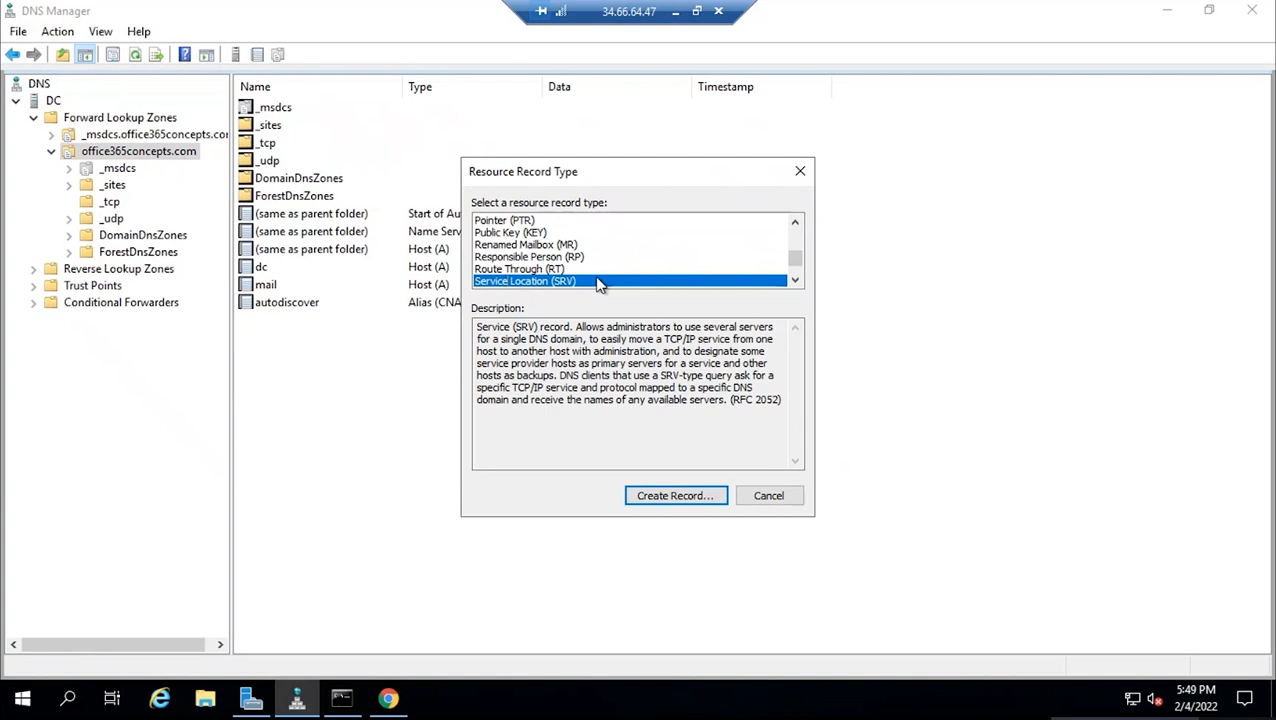 DNS Manager
34.66.64.47
File Action View Help
DNS
DC
Forward Lookup Zones
_msdcs.office365concepts.cor
office365concepts.com
_msdcs
_sites
_tcp
_udp
DomainDnsZones
ForestDnsZones
Reverse Lookup Zones
Trust Points
Conditional Forwarders
Name Type Data Timestamp
_msdcs
_sites
_tcp
_udp
DomainDnsZones
ForestDnsZones
(same as parent folder) Start of Au
(same as parent folder) Name Serv
(same as parent folder) Host (A)
dc Host (A)
mail Host (A)
autodiscover Alias (CNA
Resource Record Type
Select a resource record type:
Pointer (PTR)
Public Key (KEY)
Renamed Mailbox (MR)
Responsible Person (RP)
Route Through (RT)
Service Location (SRV)
Description:
Service (SRV) record. Allows administrators to use several servers
for a single DNS domain, to easily move a TCP/IP service from one
host to another host with administration, and to designate some
service provider hosts as primary servers for a service and other
hosts as backups. DNS clients that use a SRV-type query ask for a
specific TCP/IP service and protocol mapped to a specific DNS
domain and receive the names of any available servers. (RFC 2052)
Create Record... Cancel
5:49 PM
2/4/2022